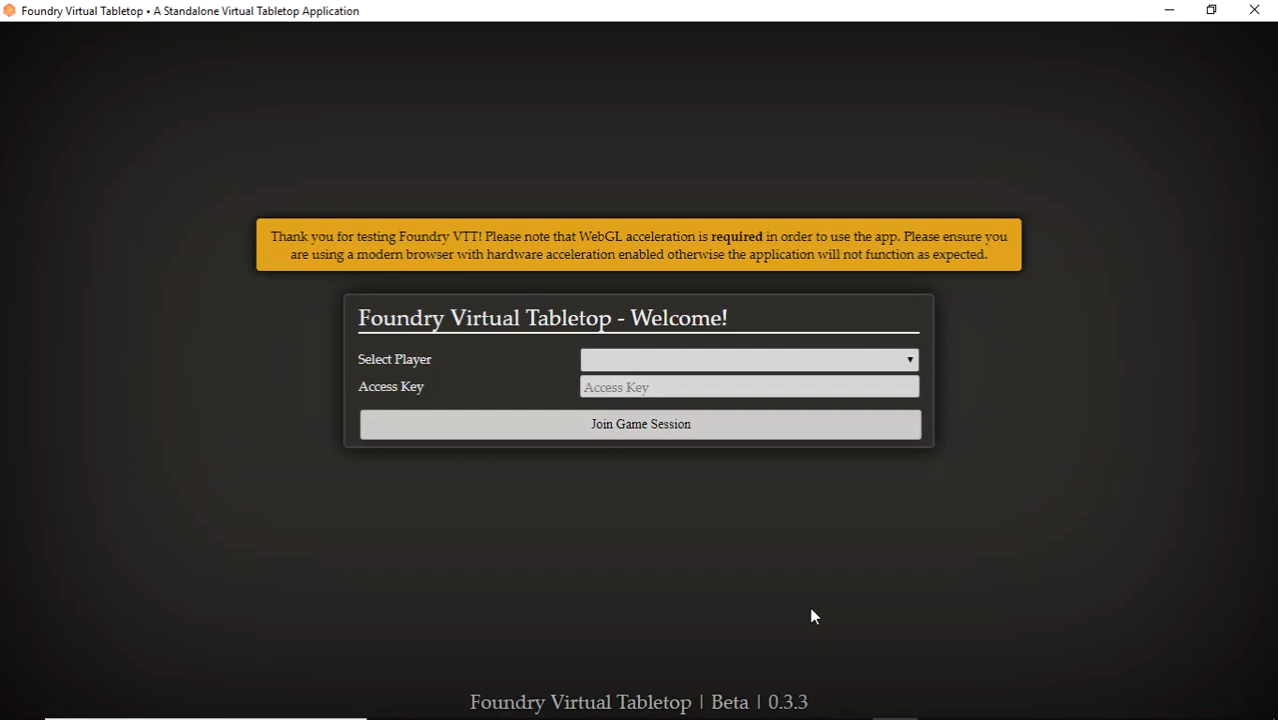 Foundry Virtual Tabletop • A Standalone Virtual Tabletop Application
Thank you for testing Foundry VTT! Please note that WebGL acceleration is required in order to use the app. Please ensure you
are using a modern browser with hardware acceleration enabled otherwise the application will not function as expected.
Foundry Virtual Tabletop - Welcome!
Select Player
Access Key Access Key
Join Game Session
Foundry Virtual Tabletop | Beta | 0.3.3